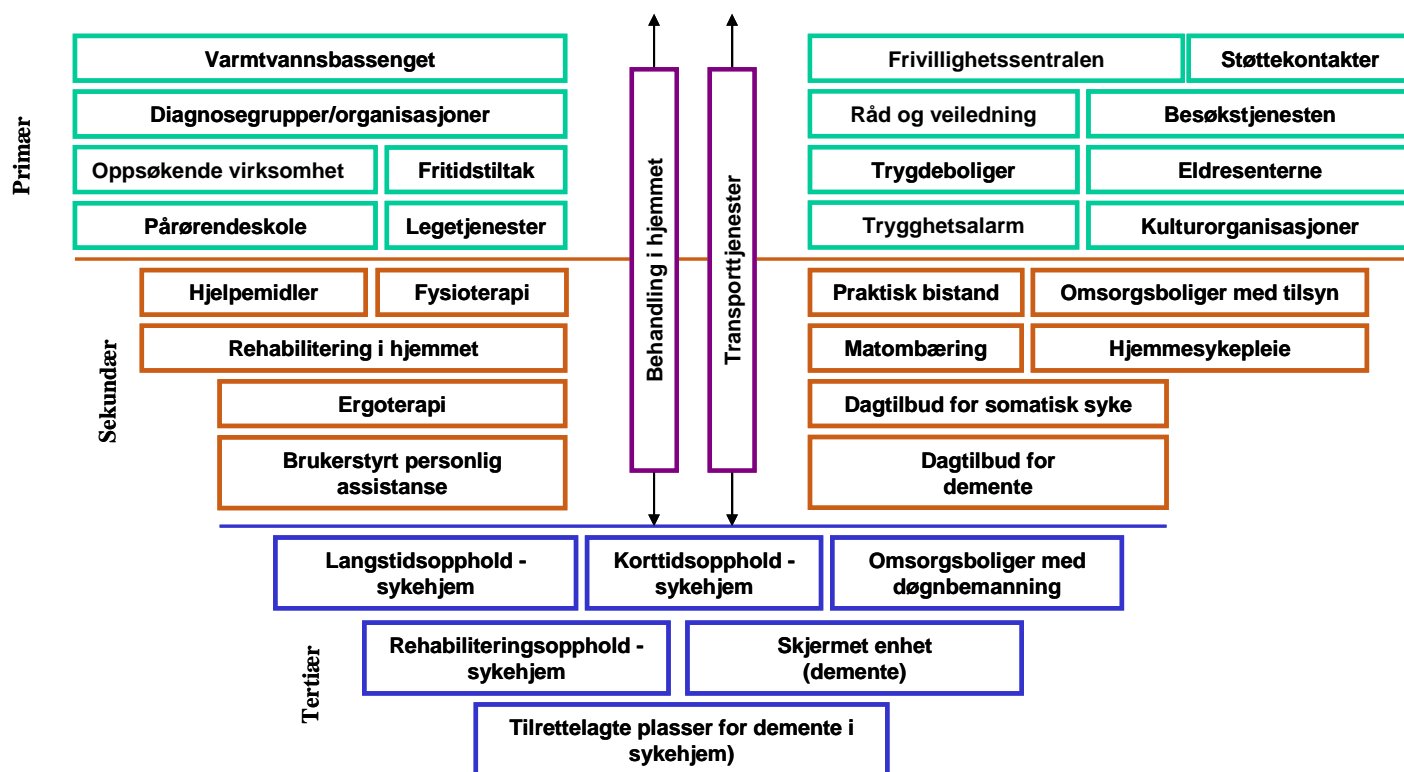 Primær
Varmtvannsbassenget
Diagnosegrupper/organisasjoner
Oppsøkende virksomhet
Fritidstiltak
Pårørendeskole
Legetjenester
Behandling i hjemmet
Transporttjenester
Frivillighetssentralen
Støttekontakter
Råd og veiledning
Besøkstjenesten
Trygdeboliger
Eldresenterne
Trygghetsalarm
Kulturorganisasjoner
Sekundær
Hjelpemidler
Fysioterapi
Rehabilitering i hjemmet
Ergoterapi
Brukerstyrt personlig
assistanse
Praktisk bistand
Omsorgsboliger med tilsyn
Matombæring
Hjemmesykepleie
Dagtilbud for somatisk syke
Dagtilbud for
demente
Tertiær
Langstidsopphold -
sykehjem
Korttidsopphold -
sykehjem
Omsorgsboliger med
døgnbemanning
Rehabiliteringsopphold -
sykehjem
Skjermet enhet
(demente)
Tilrettelagte plasser for demente i
sykehjem)